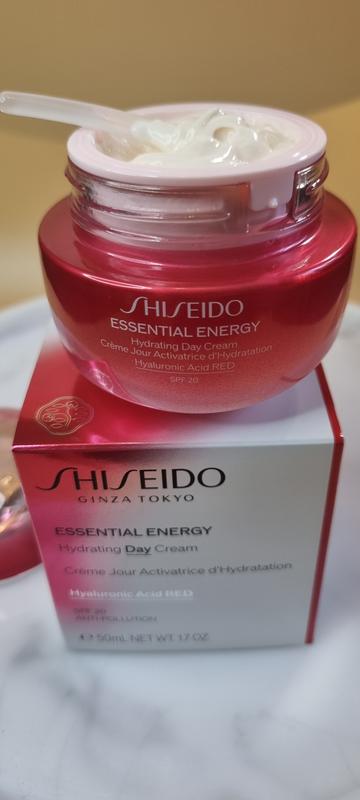 SHISEIDO
ESSENTIAL ENERGY
Hydrating Day Cream
Crème Jour Activatrice d'Hydratation
Hyaluronic Acid RED
SPF 20
SHISEIDO
GINZA TOKYO
ESSENTIAL ENERGY
Hydrating Day Cream
Crème Jour Activatrice d'Hydratation
Hyaluronic Acid RED
SPF 20
ANTI-POLLUTION
50mL NET WT. 1.7 OZ.